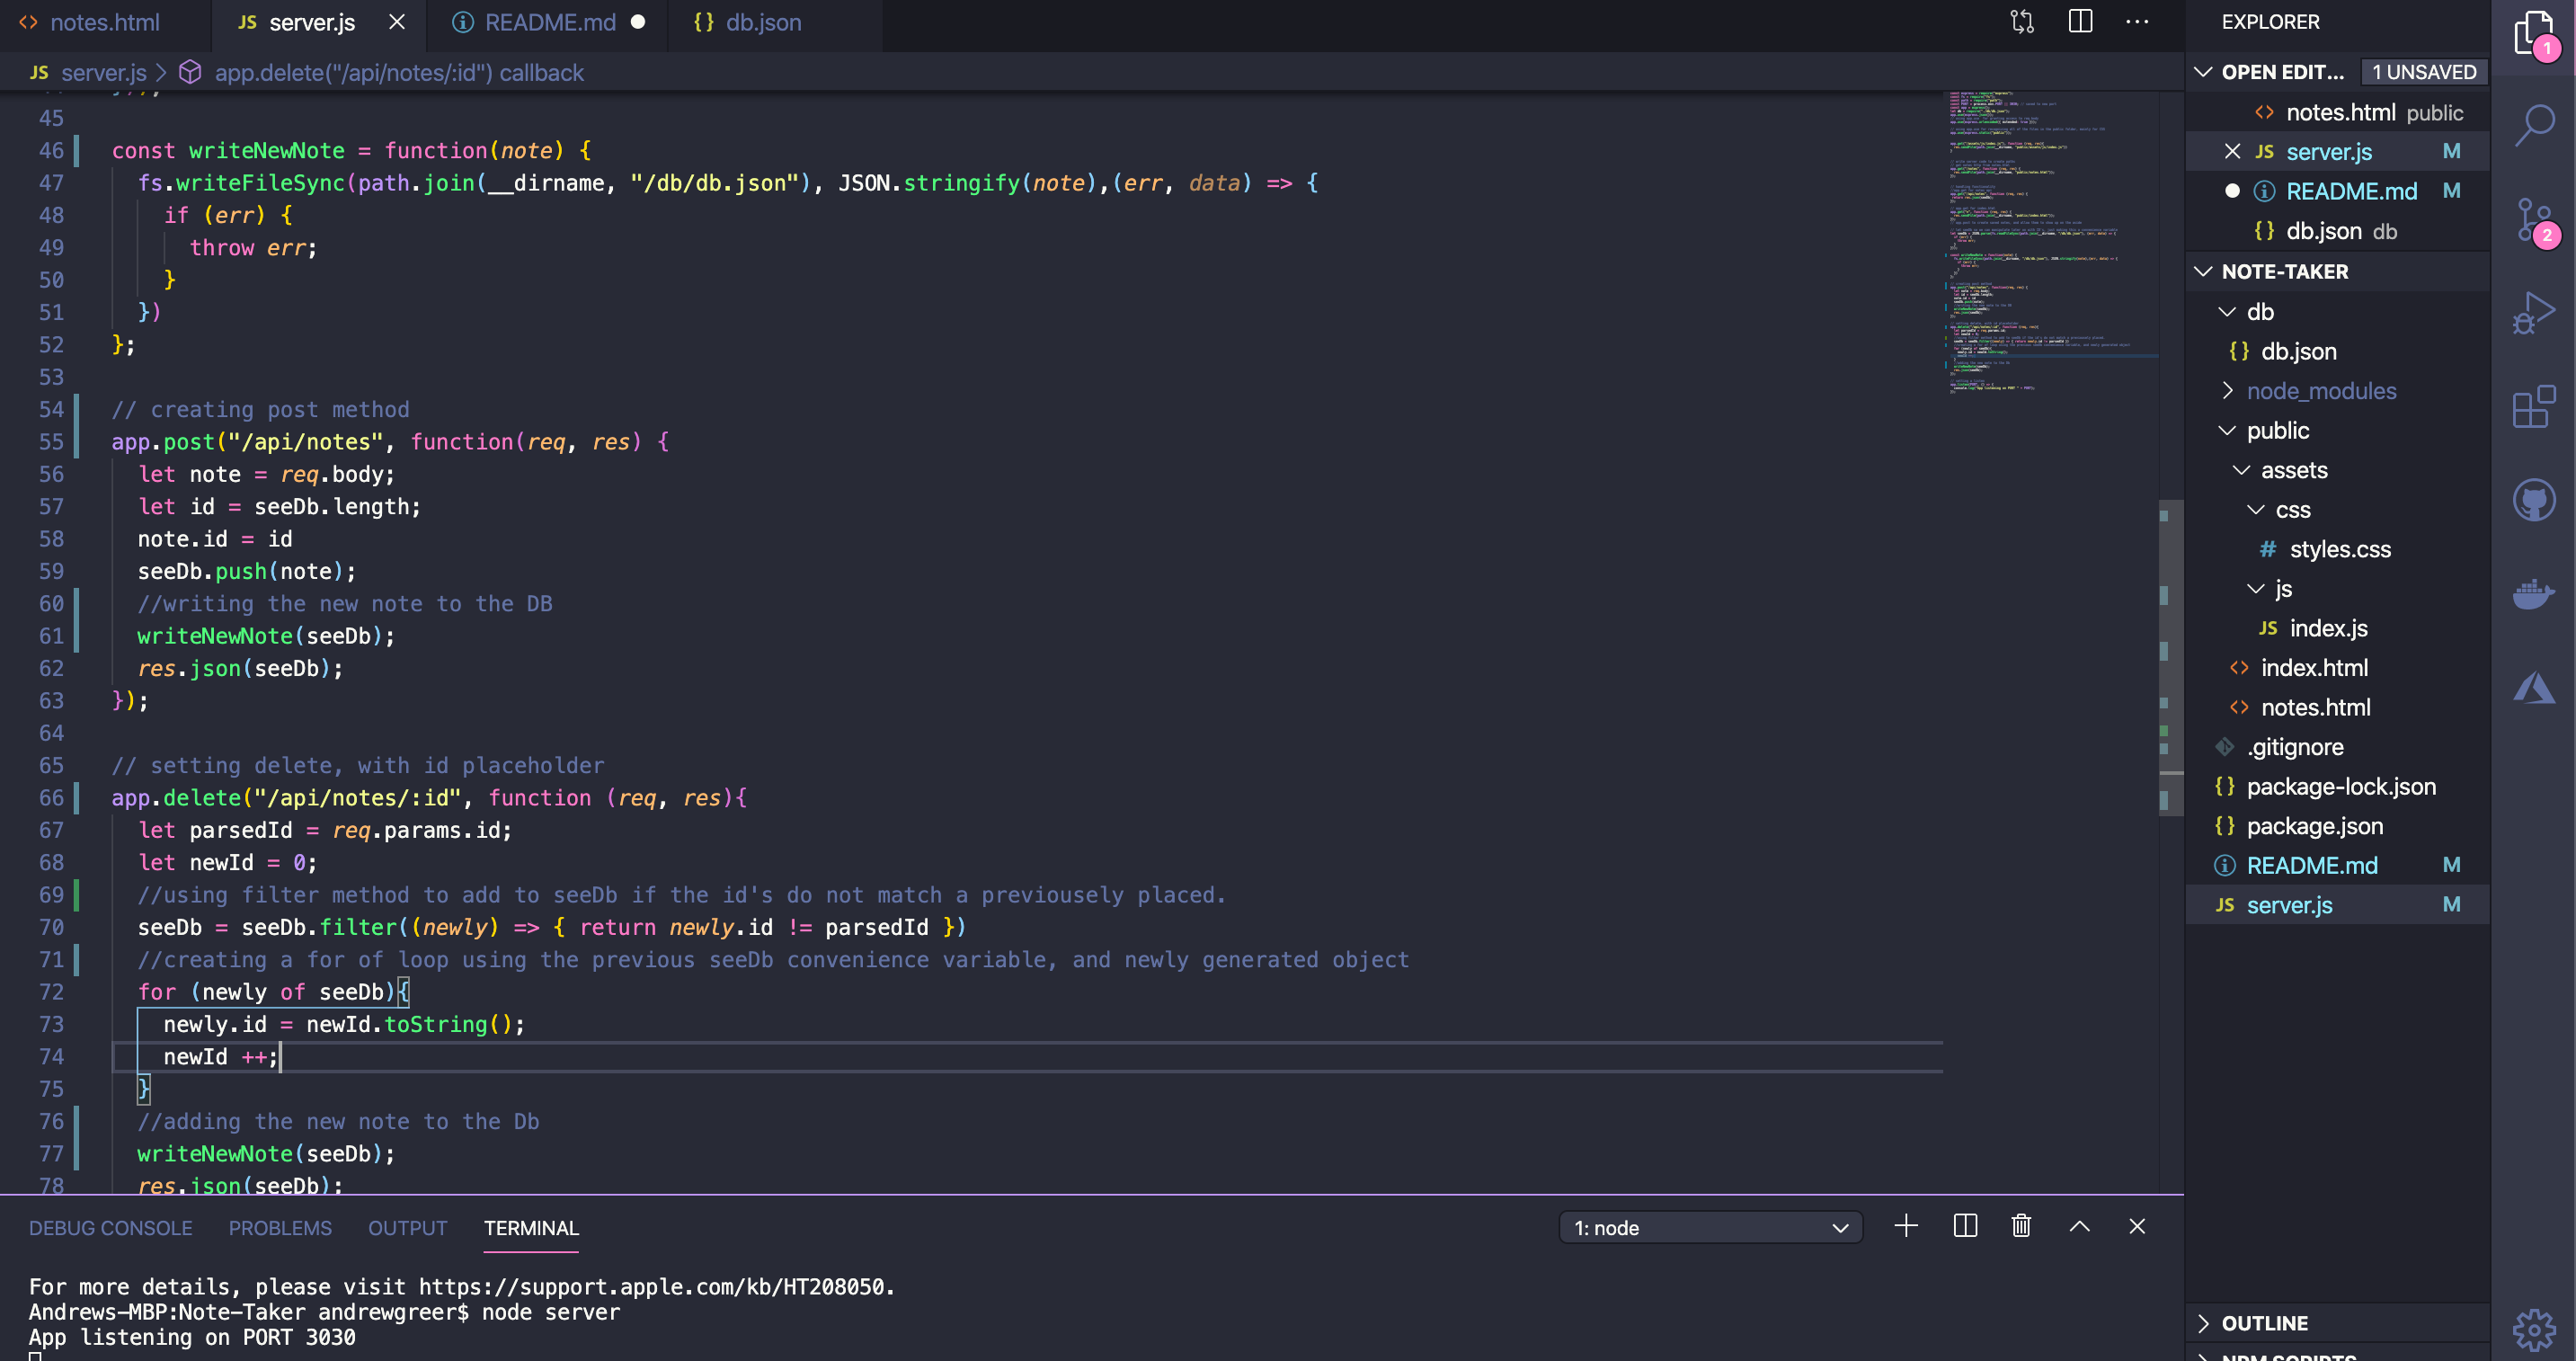 notes.html
JS server.js
README.md
{} db.json
JS server.js > app.delete("/api/notes/:id") callback
45
46 const writeNewNote = function(note) {
47 fs.writeFileSync(path.join(__dirname, "/db/db.json"), JSON.stringify(note),(err, data) => {
48 if (err) {
49 throw err;
50 }
51 })
52 };
53
54 // creating post method
55 app.post("/api/notes", function(req, res) {
56 let note = req.body;
57 let id = seeDb.length;
58 note.id = id
59 seeDb.push(note);
60 //writing the new note to the DB
61 writeNewNote(seeDb);
62 res.json(seeDb);
63 });
64
65 // setting delete, with id placeholder
66 app.delete("/api/notes/:id", function (req, res){
67 let parsedId = req.params.id;
68 let newId = 0;
69 //using filter method to add to seeDb if the id's do not match a previousely placed.
70 seeDb = seeDb.filter((newly) => { return newly.id != parsedId })
71 //creating a for of loop using the previous seeDb convenience variable, and newly generated object
72 for (newly of seeDb){
73 newly.id = newId.toString();
74 newId ++;
75 }
76 //adding the new note to the Db
77 writeNewNote(seeDb);
78 res.json(seeDb);
DEBUG CONSOLE
PROBLEMS
OUTPUT
TERMINAL
1: node
For more details, please visit https://support.apple.com/kb/HT208050.
Andrews-MBP:Note-Taker andrewgreer$ node server
App listening on PORT 3030
EXPLORER
OPEN EDIT... 1 UNSAVED
notes.html public
JS server.js M
README.md M
{} db.json db
NOTE-TAKER
db
{} db.json
node_modules
public
assets
css
# styles.css
js
JS index.js
index.html
notes.html
.gitignore
{} package-lock.json
{} package.json
README.md M
JS server.js M
OUTLINE
NPM SCRIPTS
1
2